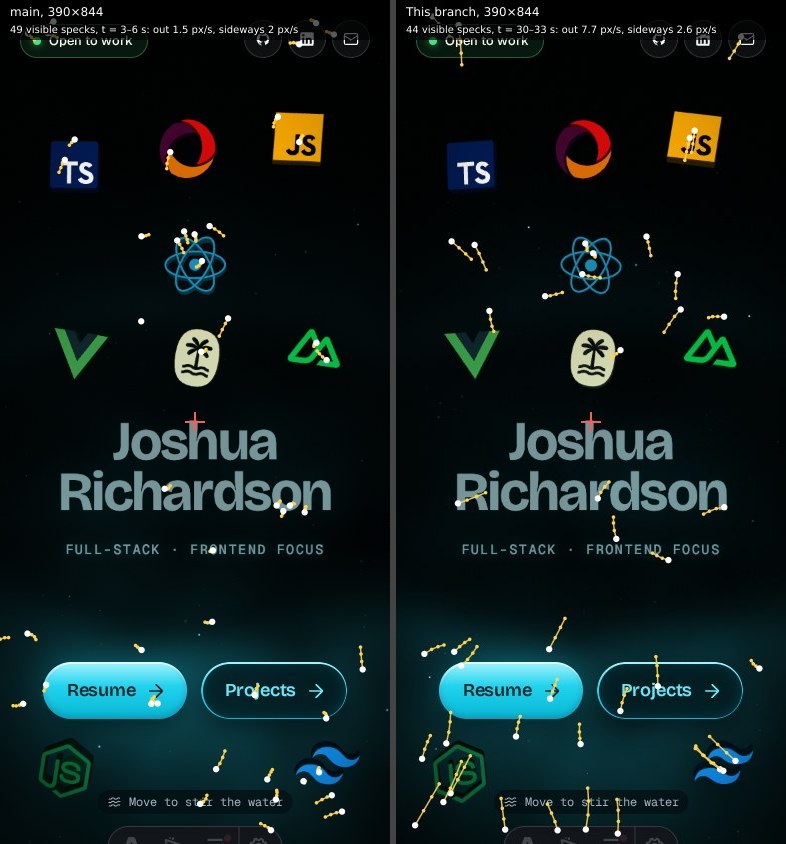 main, 390×844
49 visible specks, t = 3–6 s: out 1.5 px/s, sideways 2 px/s
Open to work
TS
JS
Joshua
Richardson
FULL-STACK · FRONTEND FOCUS
Resume →
Projects →
JS
Move to stir the water
This branch, 390×844
44 visible specks, t = 30–33 s: out 7.7 px/s, sideways 2.6 px/s
Open to work
TS
JS
Joshua
Richardson
FULL-STACK · FRONTEND FOCUS
Resume →
Projects →
JS
Move to stir the water